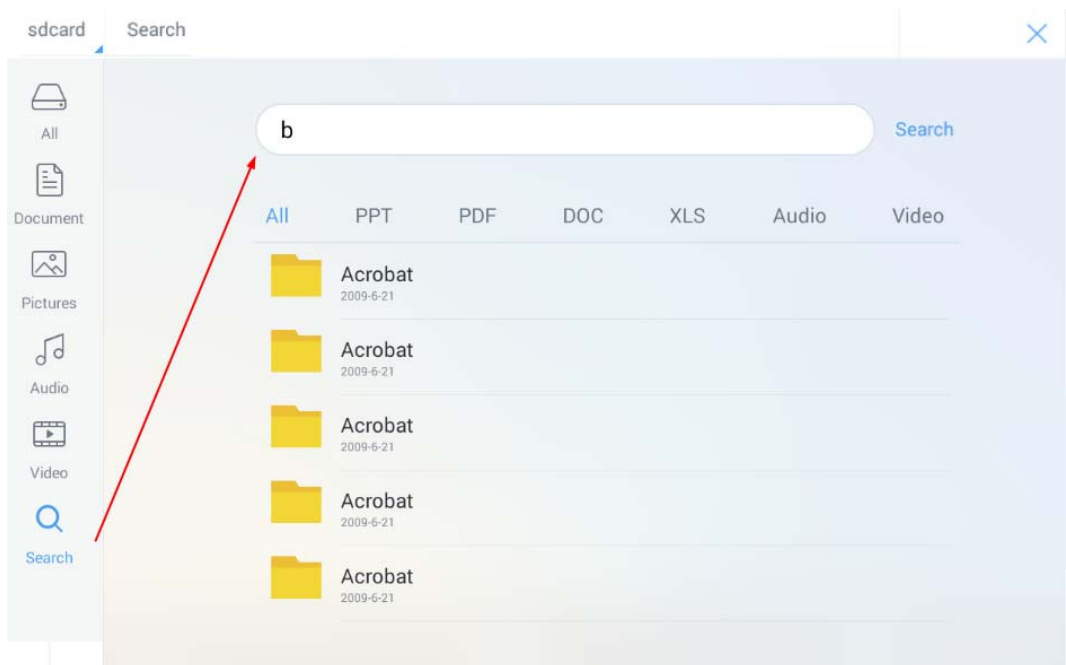 sdcard Search
All
Document
Pictures
Audio
Video
Search
b Search
All PPT PDF DOC XLS Audio Video
Acrobat
2009-6-21
Acrobat
2009-6-21
Acrobat
2009-6-21
Acrobat
2009-6-21
Acrobat
2009-6-21